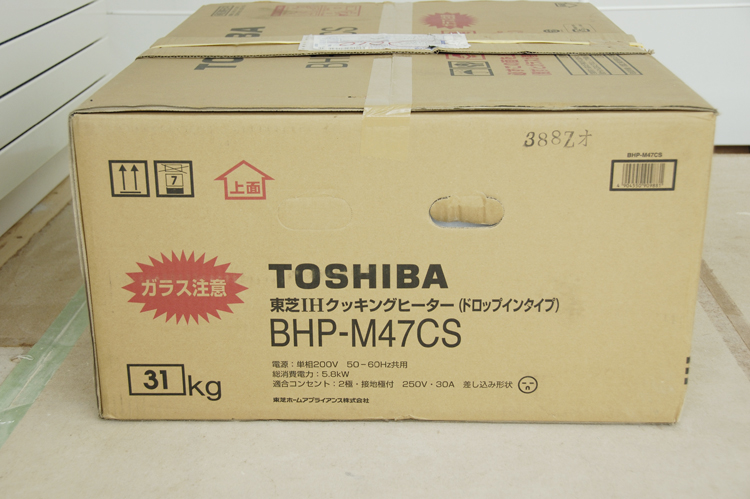 TOSHIBA
BHP-M47CS
388Zオ
BHP-M47CS
7
上面
ガラス注意
TOSHIBA
東芝IHクッキングヒーター(ドロップインタイプ)
BHP-M47CS
電源:単相200V 50-60Hz共用
総消費電力:5.8kW
適合コンセント:2極・接地極付 250V・30A 差し込み形状
31kg
東芝ホームアプライアンス株式会社